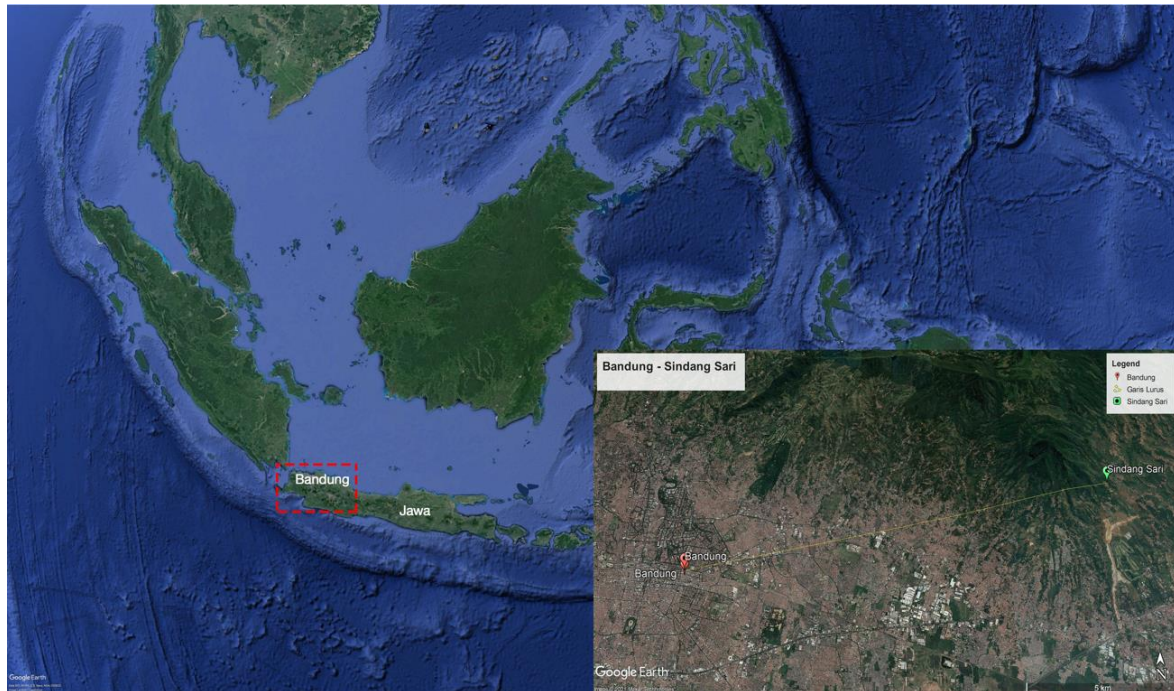 Bandung
Jawa
Google Earth
Bandung - Sindang Sari
Legend
Bandung
Garis Lurus
Sindang Sari
Sindang Sari
Bandung
Bandung
Google Earth
5 km